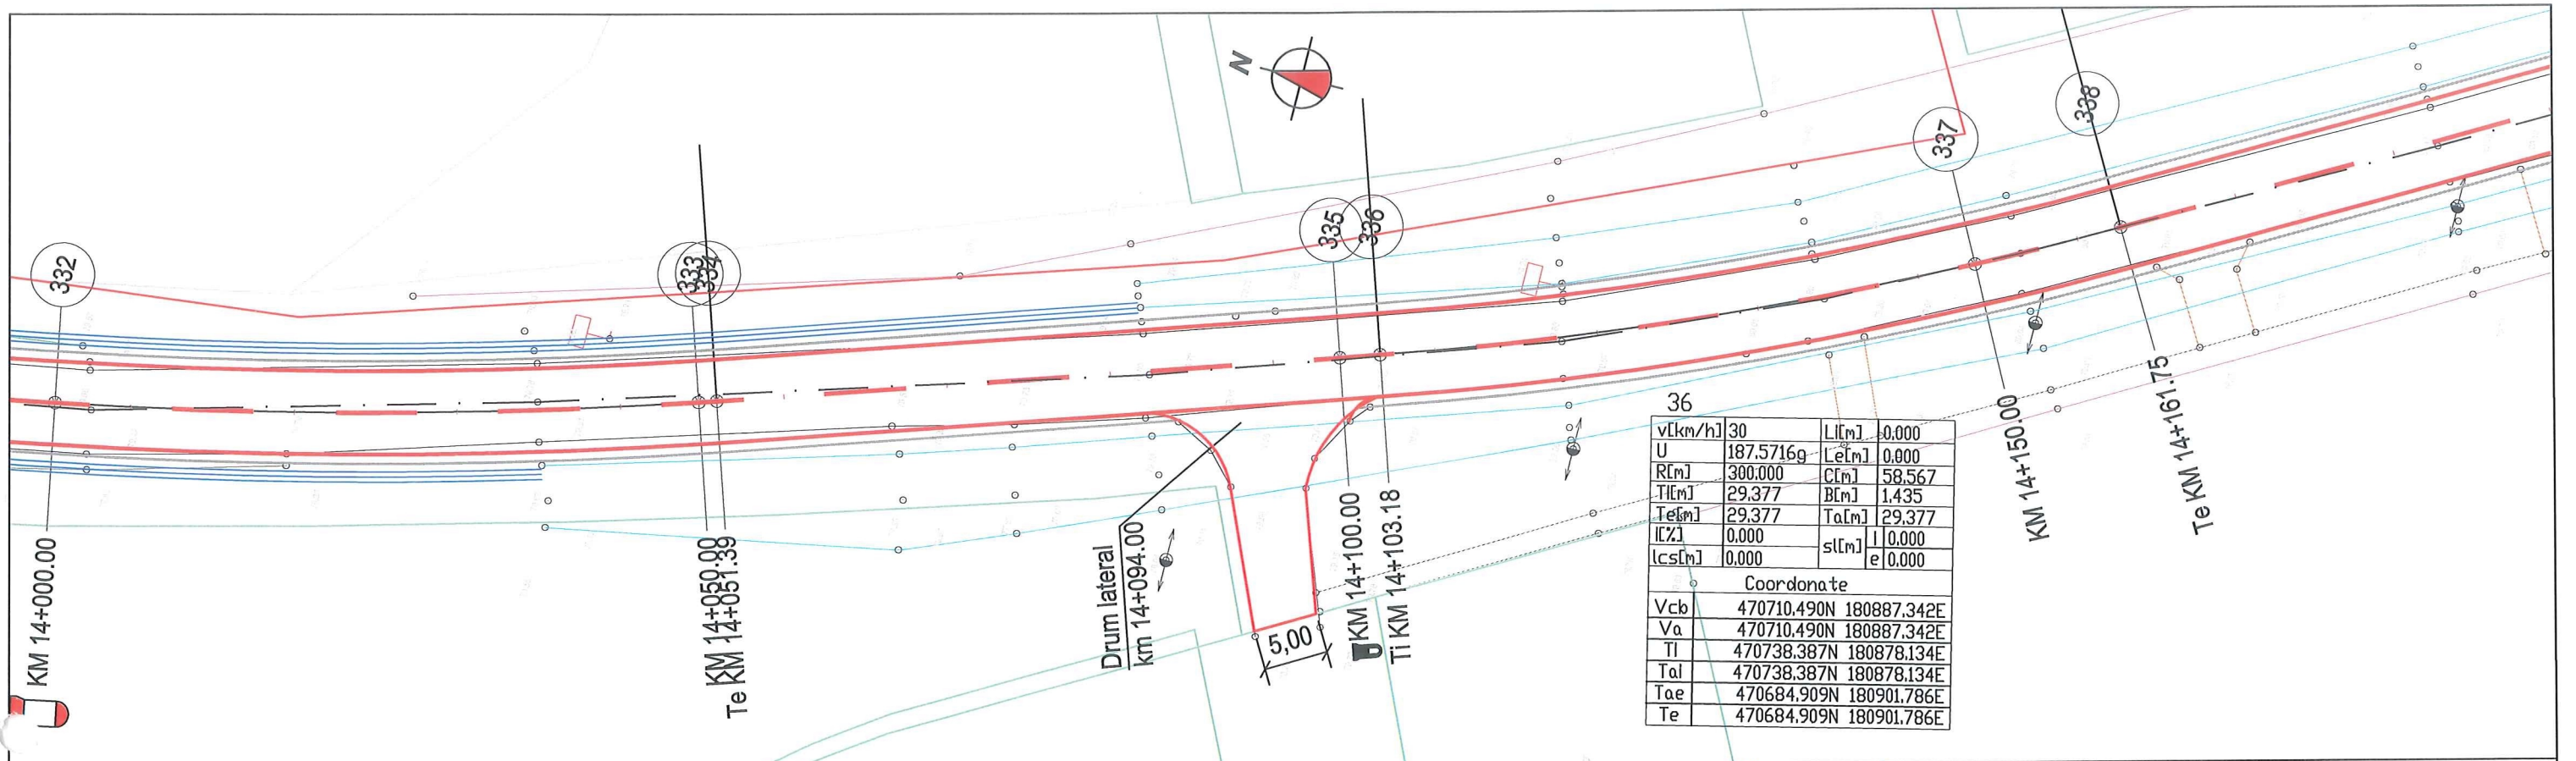 N
332
333
334
335
336
337
338
KM 14+000.00
KM 14+050.00
Te KM 14+051.39
Drum lateral
km 14+094.00
5,00
KM 14+100.00
Ti KM 14+103.18
KM 14+150.00
Te KM 14+161.75
36
v[km/h] 30 Li[m] 0,000
U 187,5716g Le[m] 0,000
R[m] 300,000 C[m] 58,567
Ti[m] 29,377 B[m] 1,435
Te[m] 29,377 Ta[m] 29,377
i[%] 0,000 sl[m] i 0,000
lcs[m] 0,000 e 0,000
Coordonate
Vcb 470710,490N 180887,342E
Va 470710,490N 180887,342E
Ti 470738,387N 180878,134E
Tai 470738,387N 180878,134E
Tae 470684,909N 180901,786E
Te 470684,909N 180901,786E